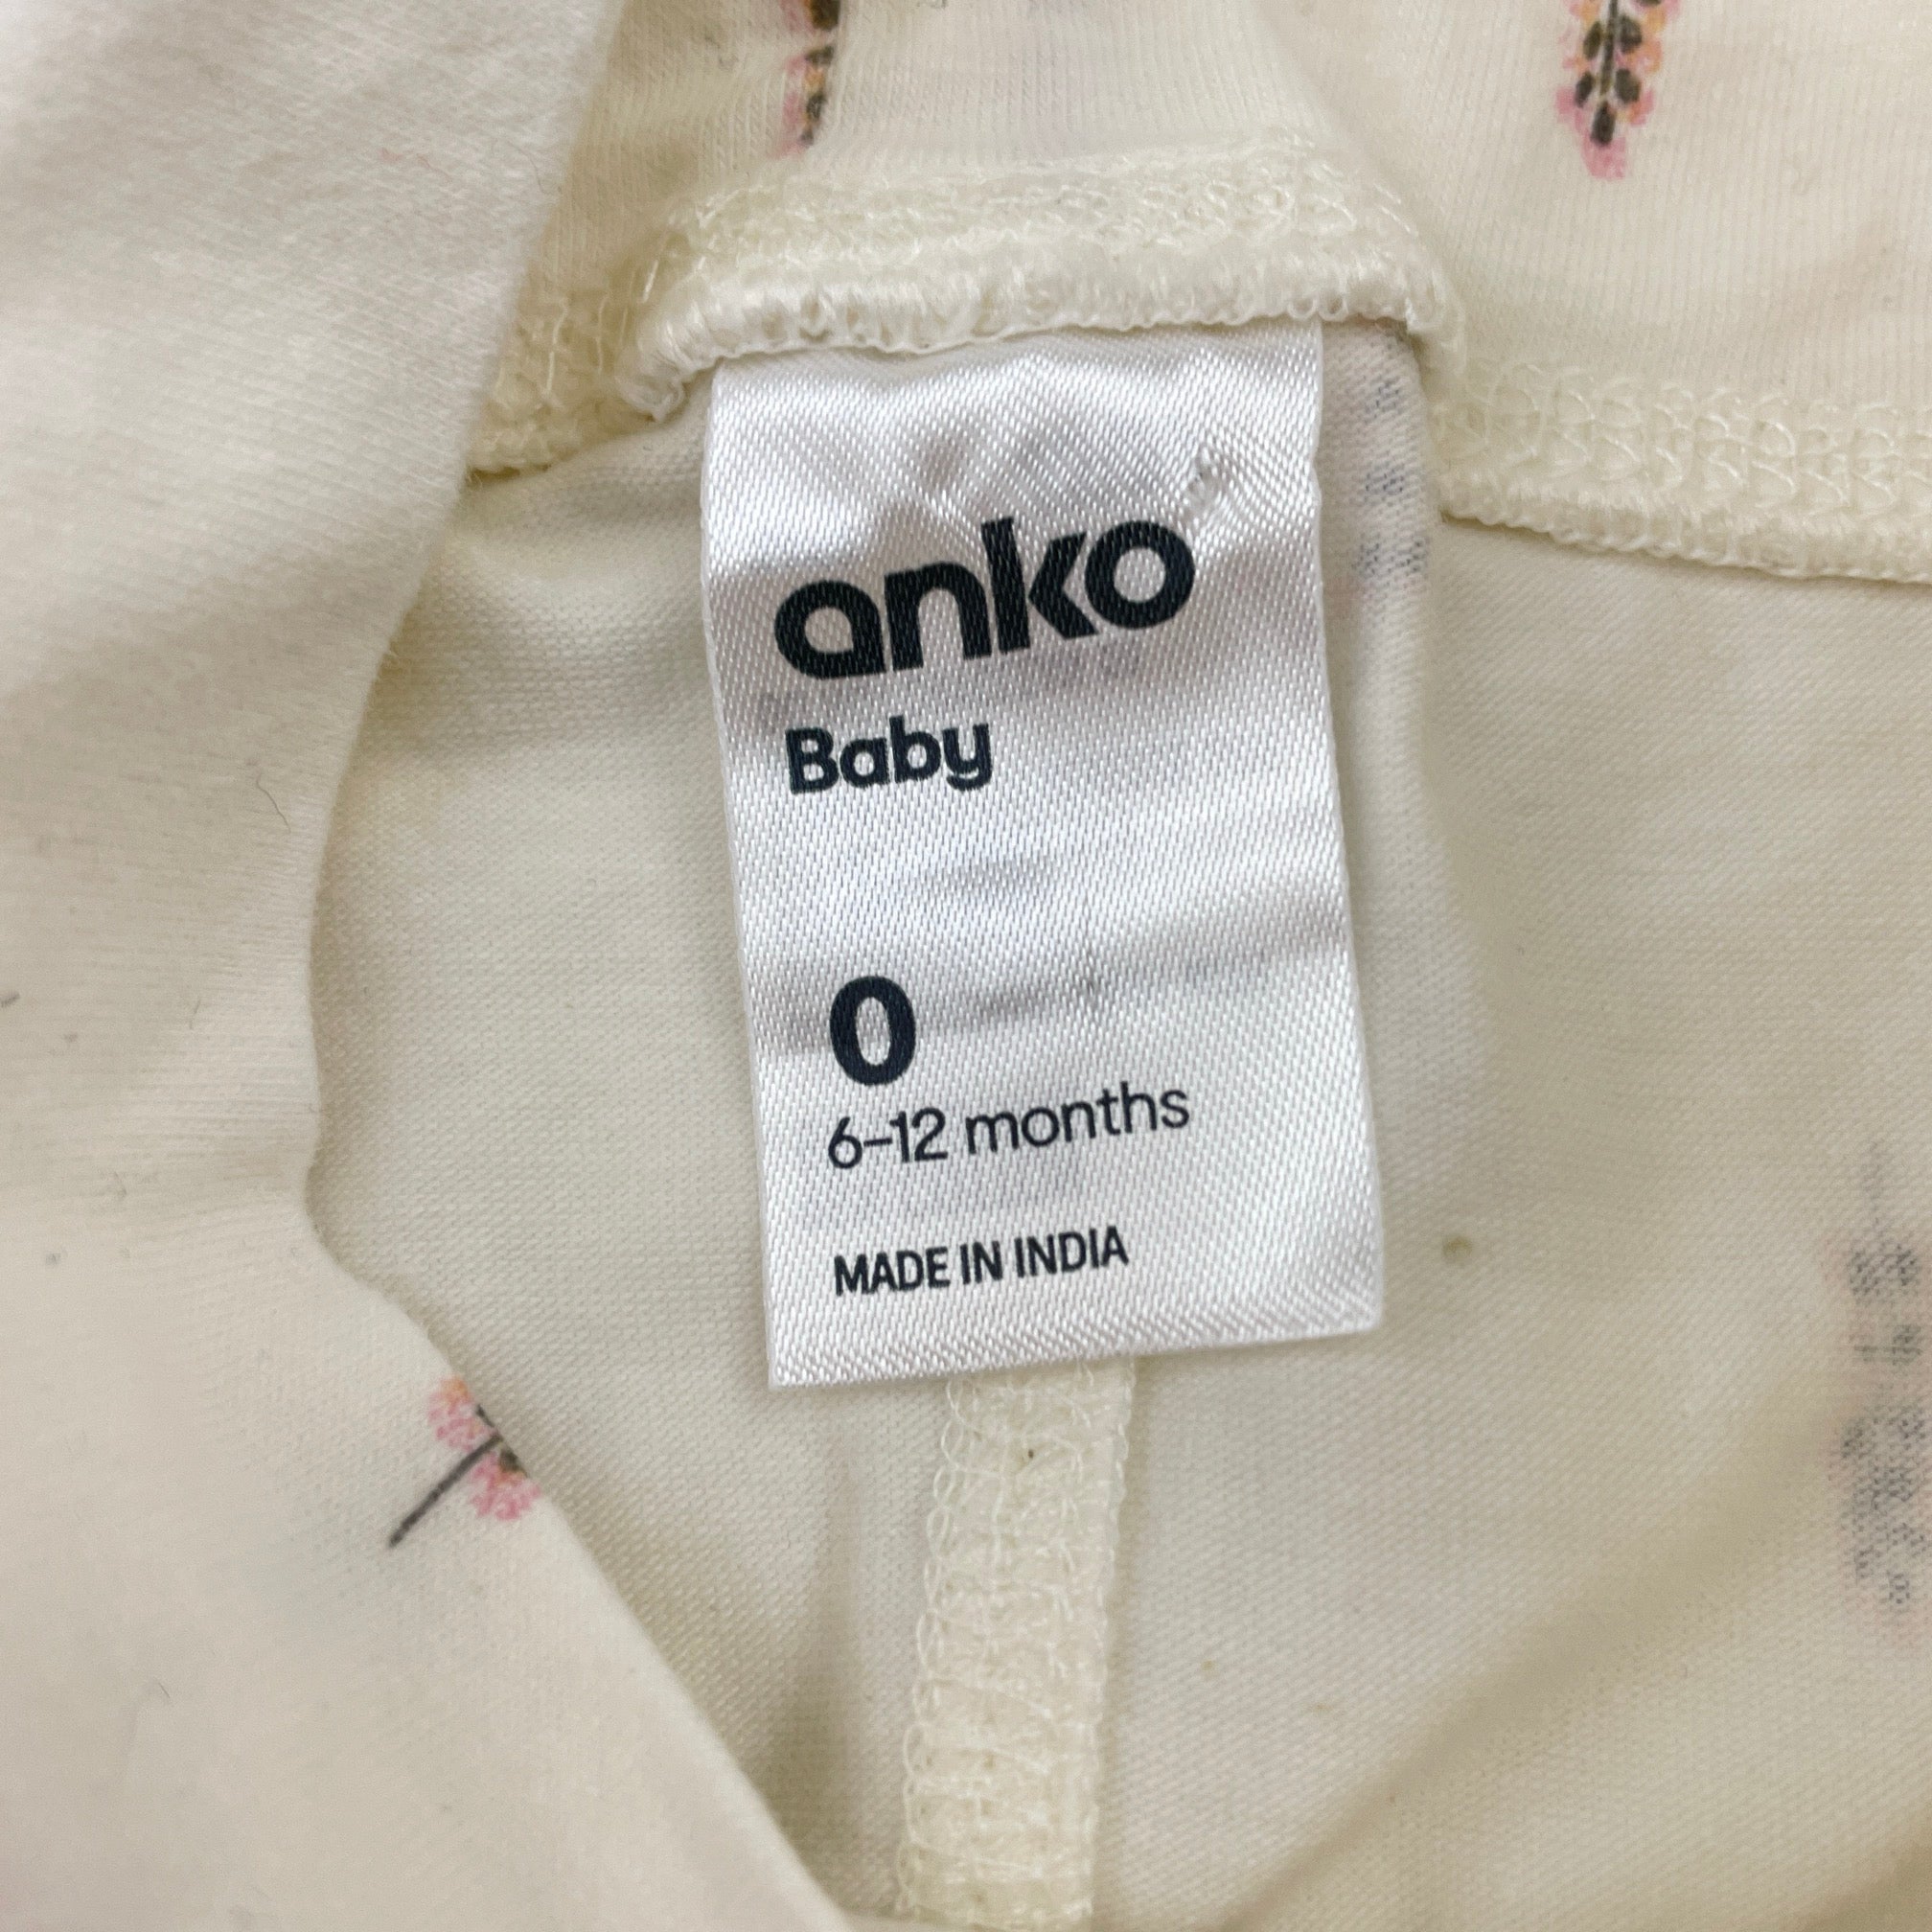 anko
Baby
0
6-12 months
MADE IN INDIA